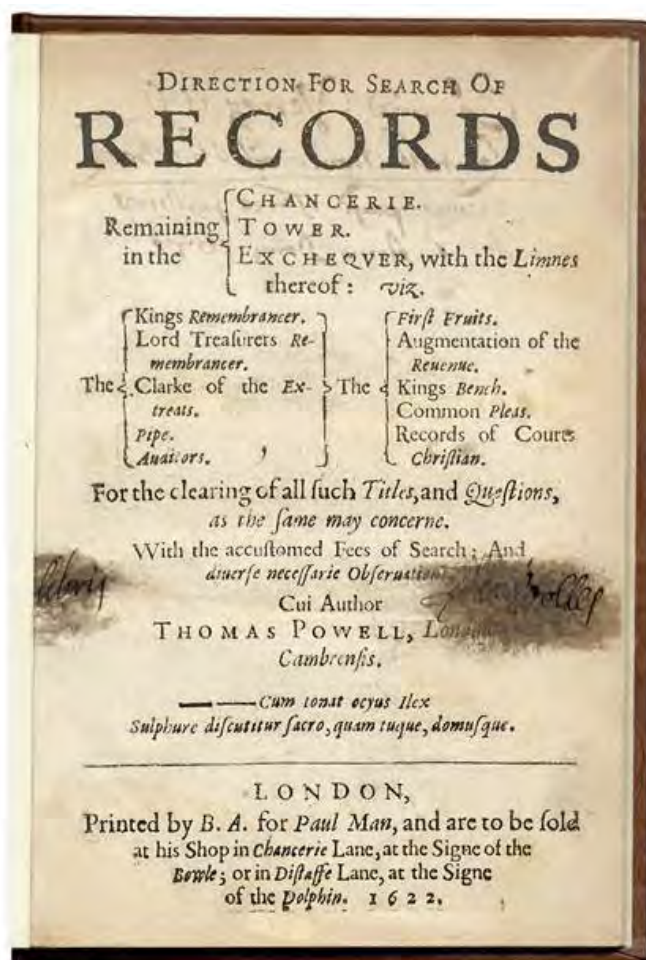 DIRECTION FOR SEARCH OF
RECORDS
Remaining in the
CHANCERIE.
TOWER.
EXCHEQVER, with the Limnes
thereof: viz.
The
Kings Remembrancer.
Lord Treaſurers Re-
membrancer.
Clarke of the Ex-
treats.
Pipe.
Auditors.
The
Firſt Fruits.
Augmentation of the
Reuenue.
Kings Bench.
Common Pleas.
Records of Courts
Chriſtian.
For the clearing of all ſuch Titles, and Queſtions,
as the ſame may concerne.
With the accuſtomed Fees of Search; And
diuerſe neceſſarie Obſeruation
Cui Author
THOMAS POWELL,
Cambrenſis.
Cum tonat ocyus Ilex
Sulphure diſcutitur ſacro, quam tuque, domuſque.
LONDON,
Printed by B. A. for Paul Man, and are to be ſold
at his Shop in Chancerie Lane, at the Signe of the
Bowle; or in Diſtaffe Lane, at the Signe
of the Dolphin. 1622.